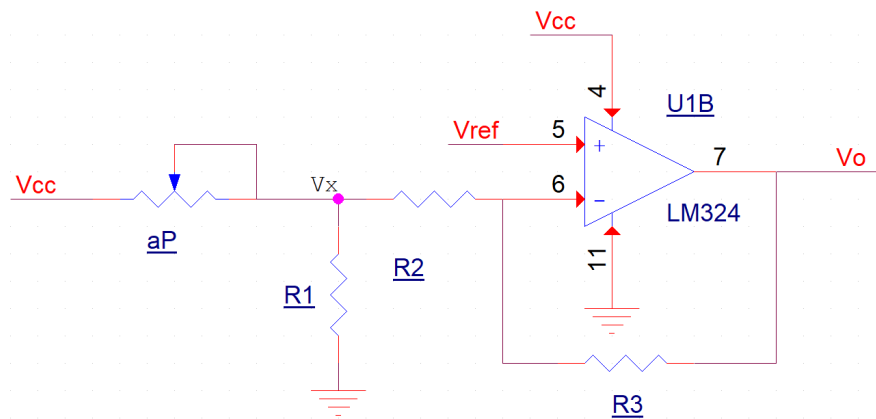 Vcc
4
U1B
Vref
5
+
7
Vo
Vcc
Vx
6
-
LM324
aP
R2
11
R1
R3